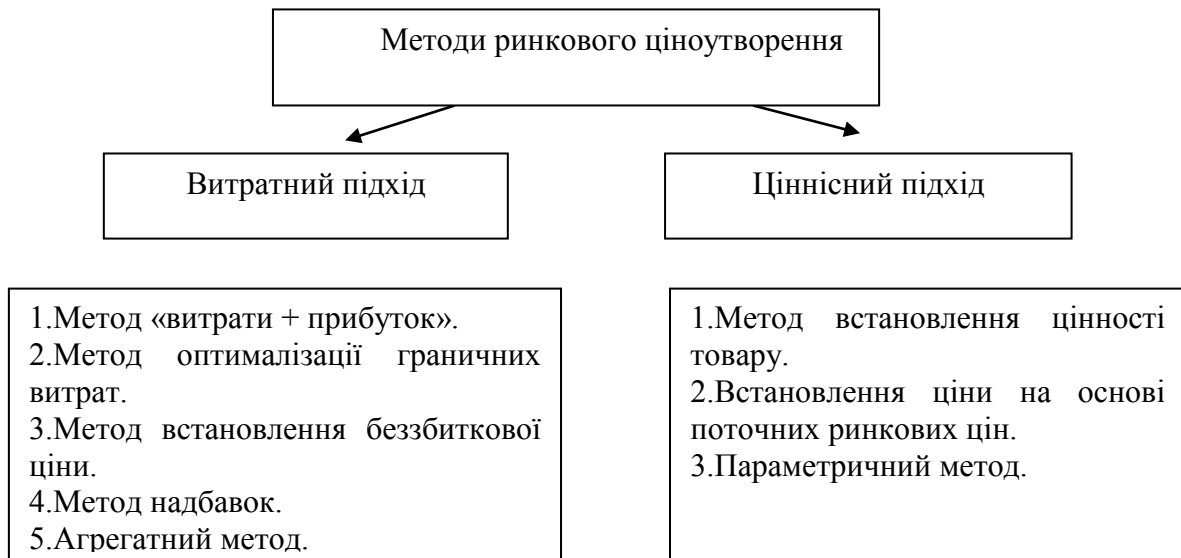 Методи ринкового ціноутворення
Витратний підхід
Ціннісний підхід
1.Метод «витрати + прибуток».
2.Метод оптималізації граничних
витрат.
3.Метод встановлення беззбиткової
ціни.
4.Метод надбавок.
5.Агрегатний метод.
1.Метод встановлення цінності
товару.
2.Встановлення ціни на основі
поточних ринкових цін.
3.Параметричний метод.